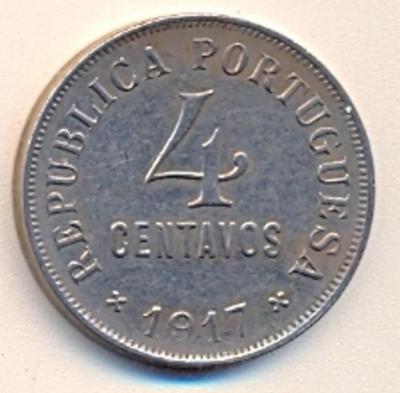 REPUBLICA PORTUGUESA
4
CENTAVOS
* 1917 *